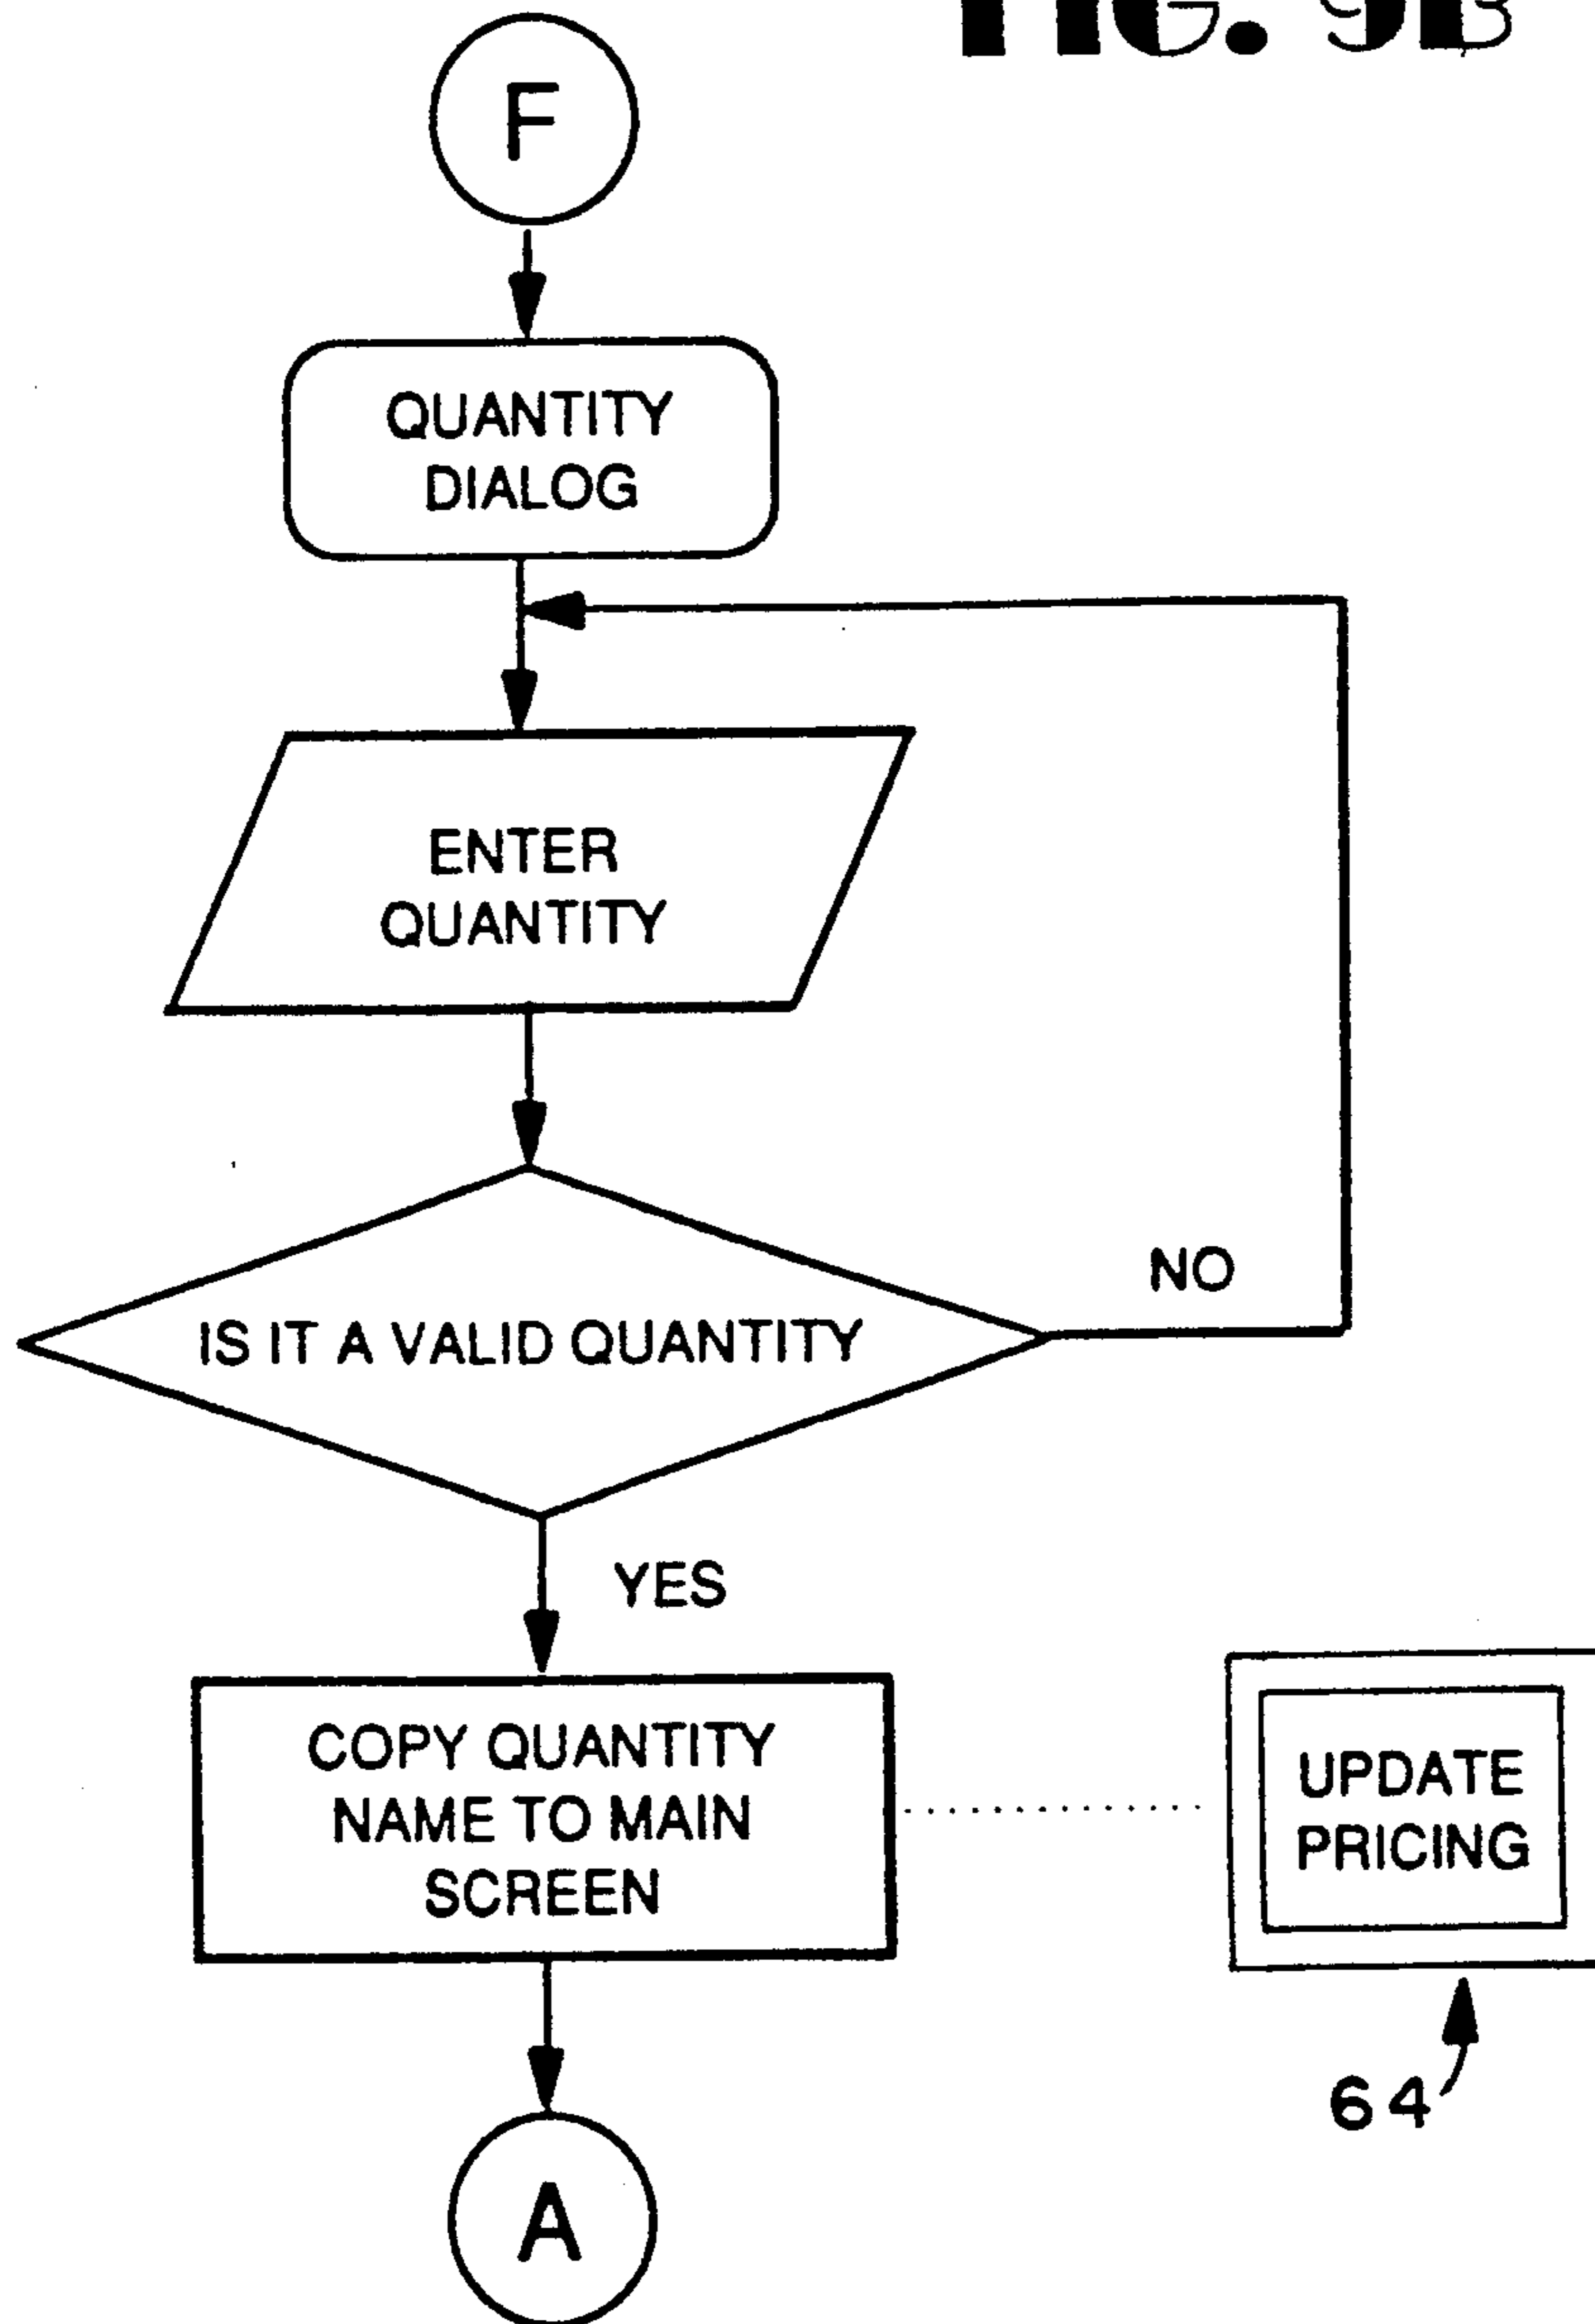 FIG. 9B
F
QUANTITY
DIALOG
ENTER
QUANTITY
IS IT A VALID QUANTITY
NO
YES
COPY QUANTITY
NAME TO MAIN
SCREEN
UPDATE
PRICING
64
A